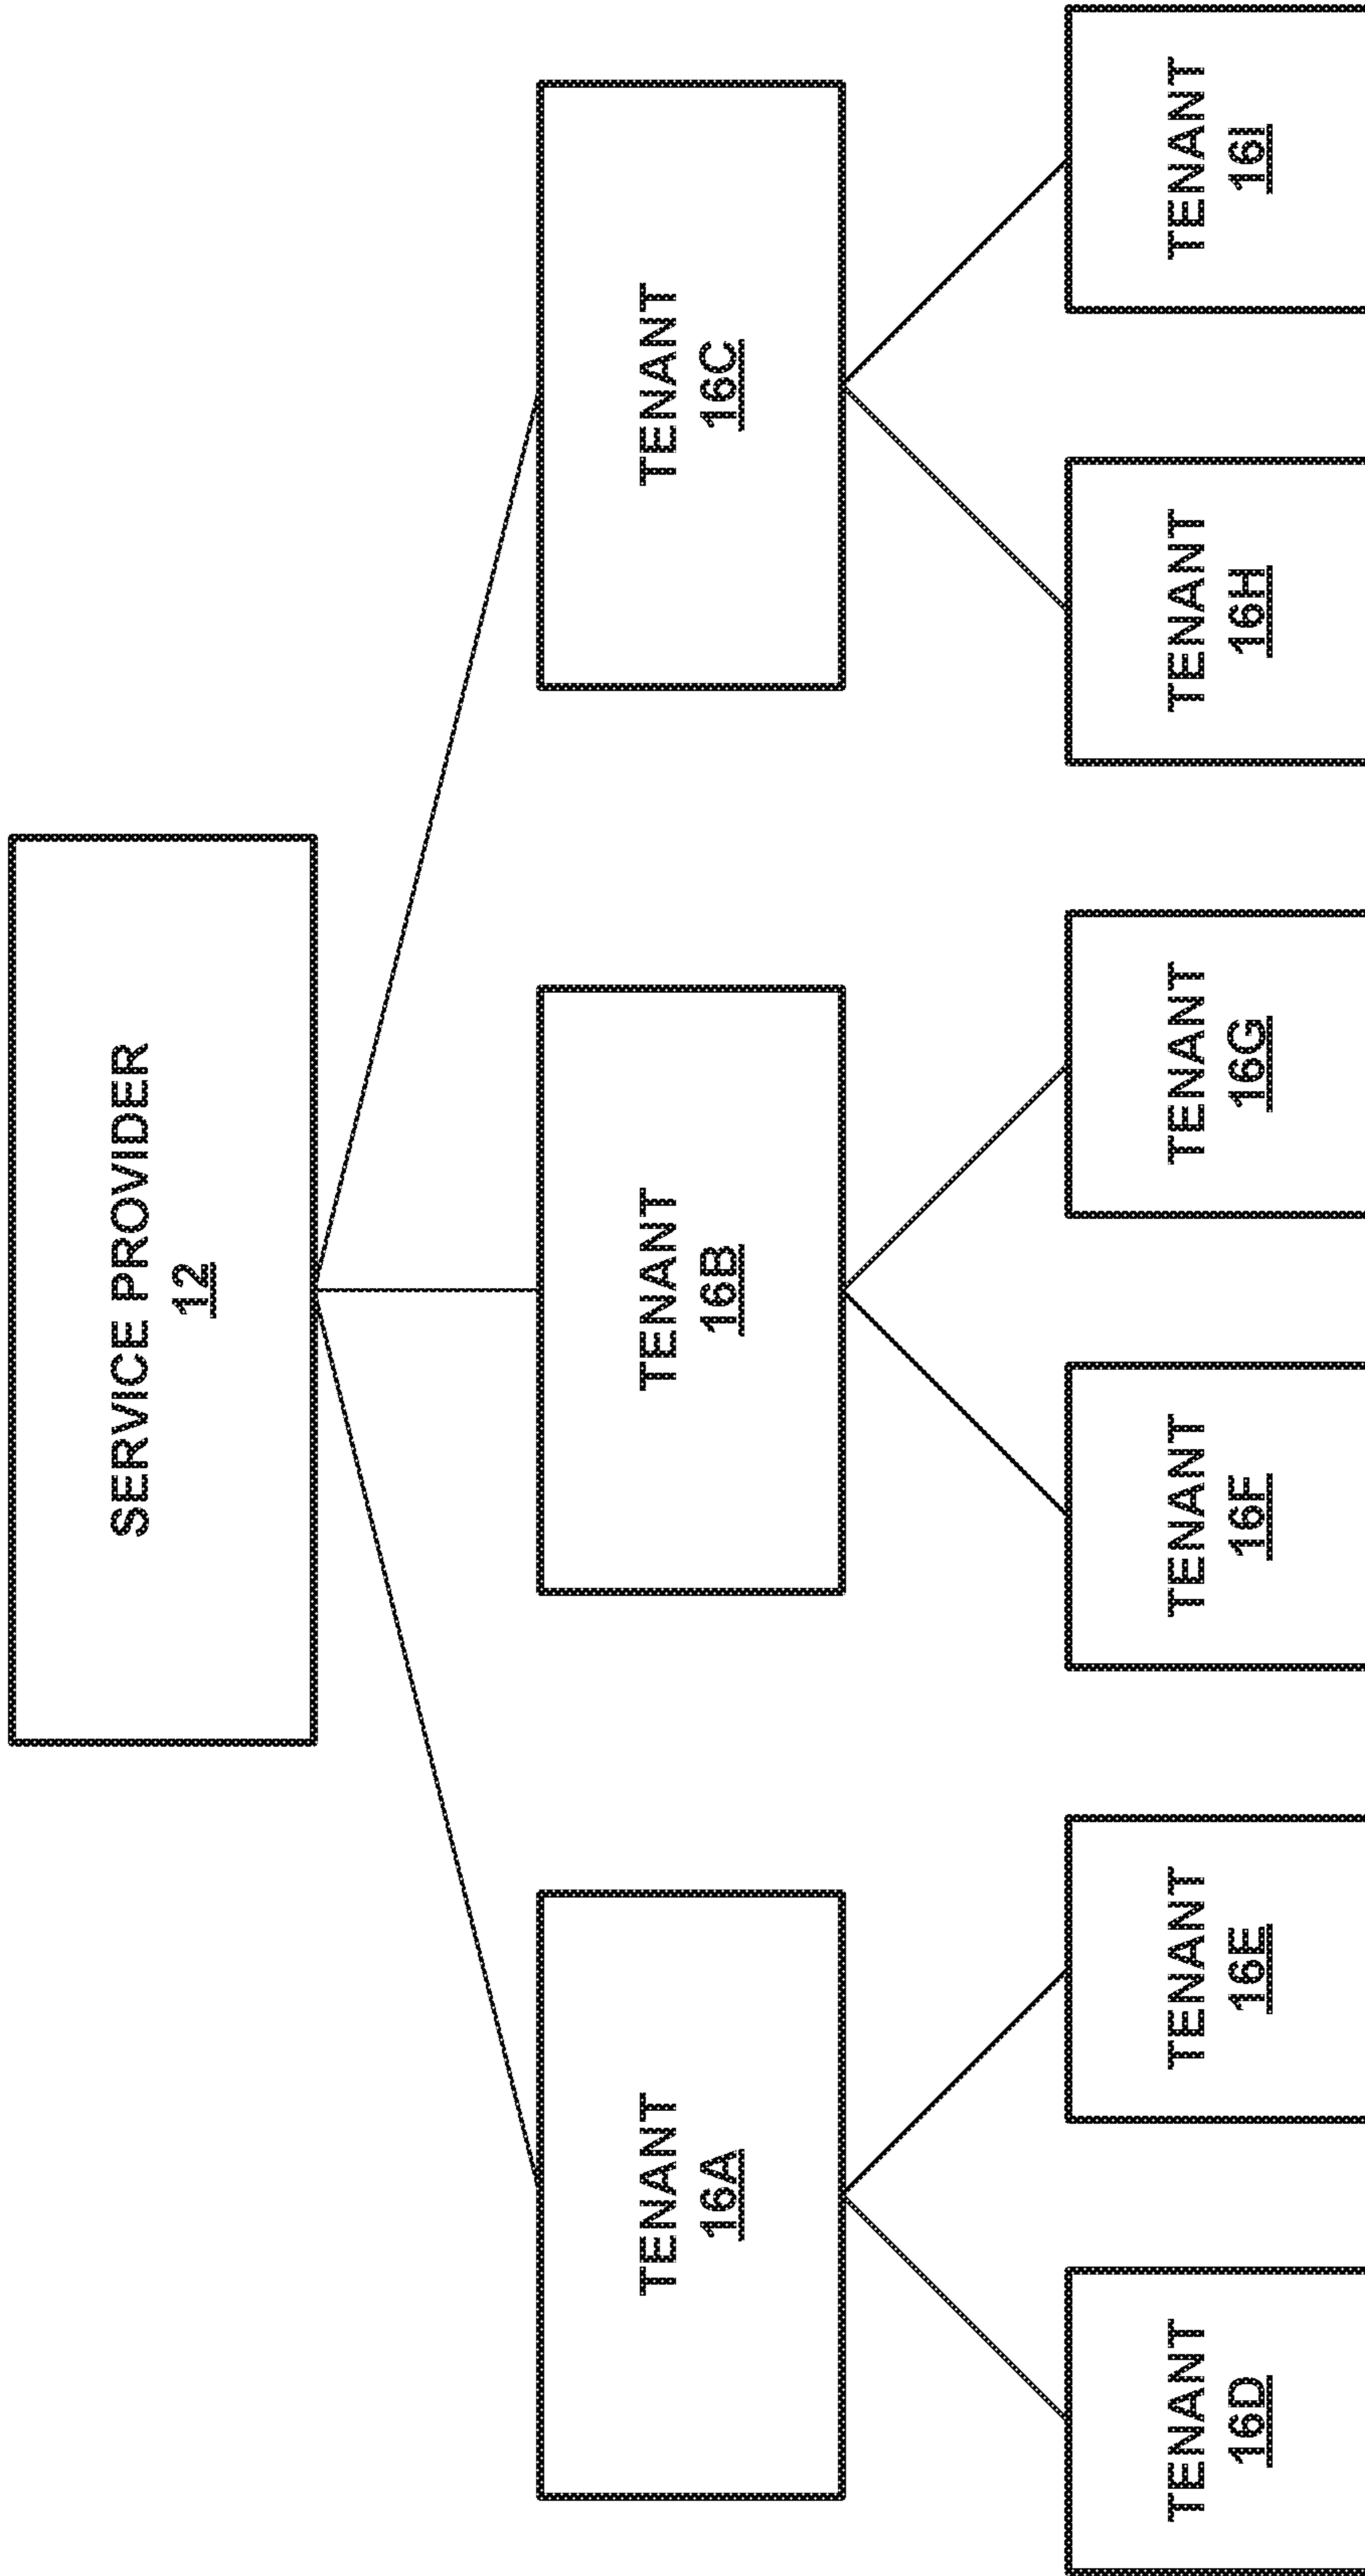 SERVICE PROVIDER
12
TENANT
16A
TENANT
16B
TENANT
16C
TENANT
16D
TENANT
16E
TENANT
16F
TENANT
16G
TENANT
16H
TENANT
16I